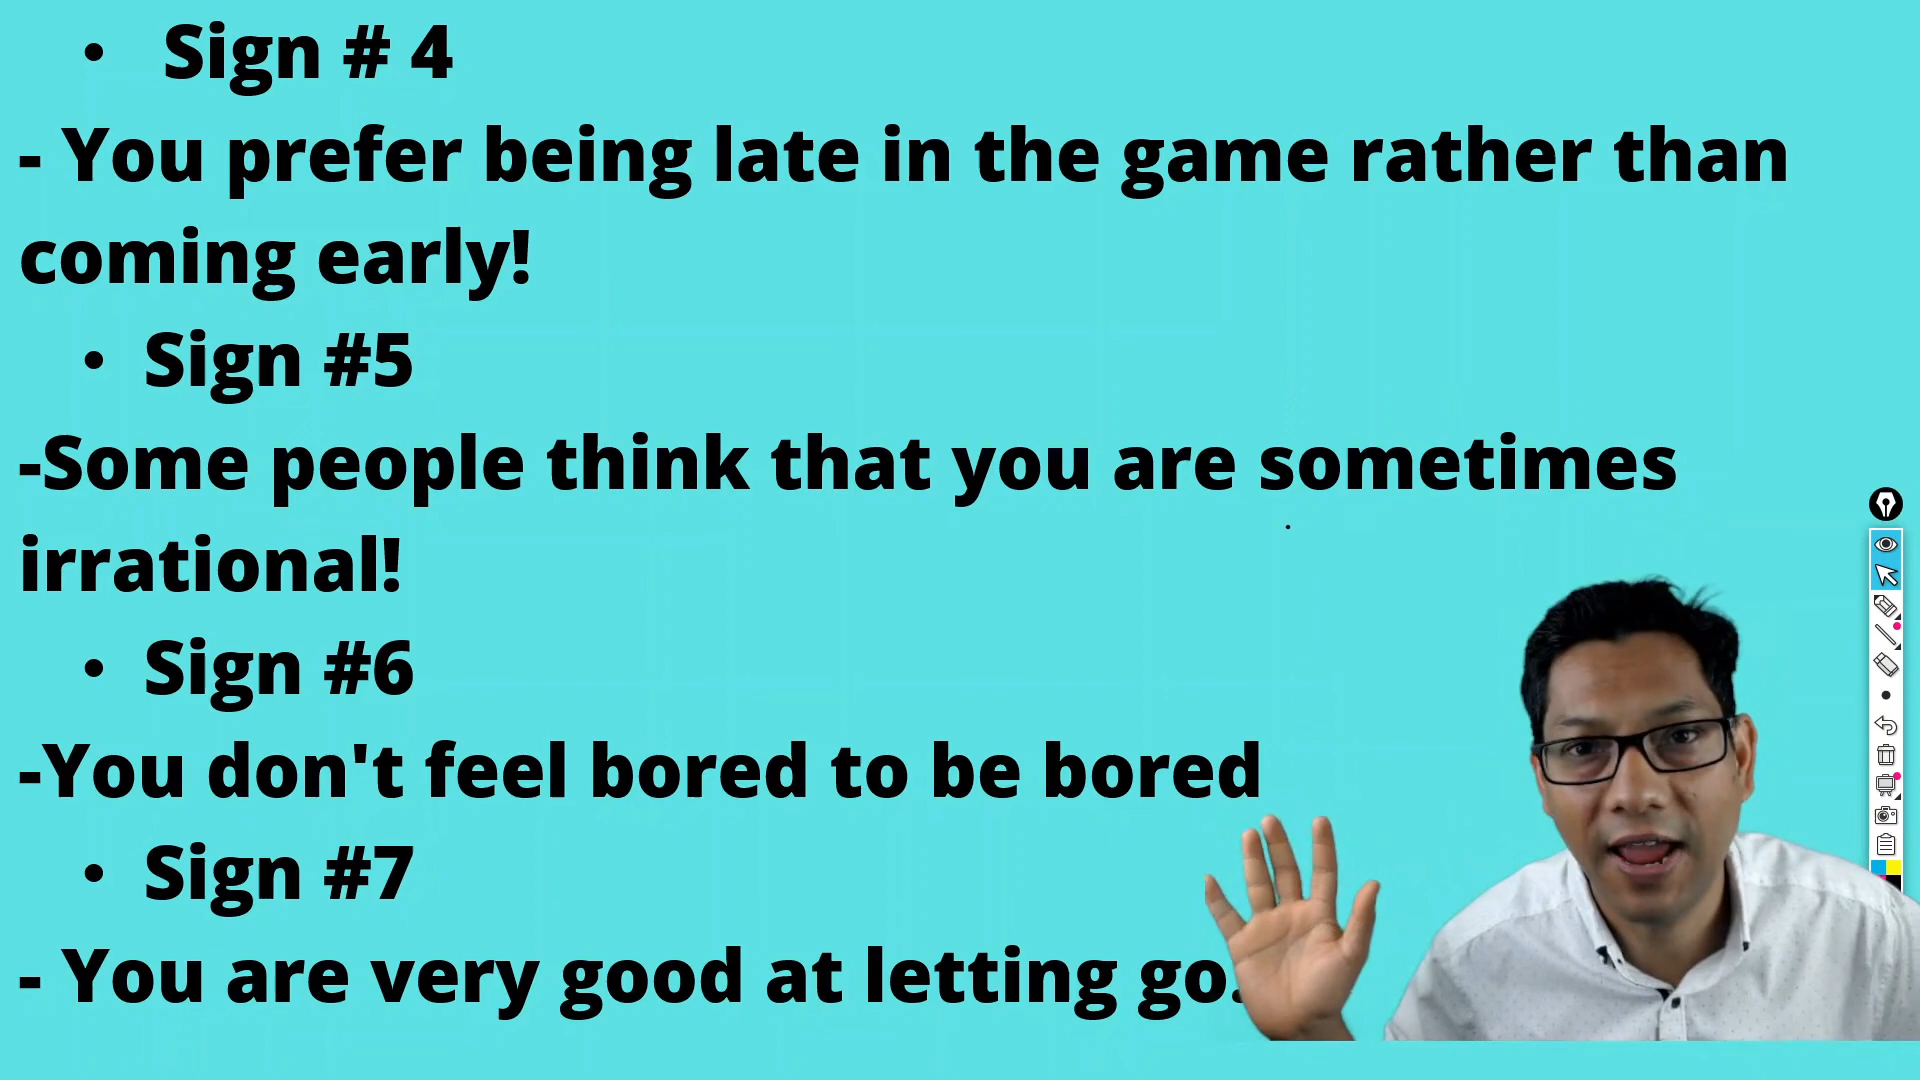 • Sign # 4
- You prefer being late in the game rather than
coming early!
• Sign #5
-Some people think that you are sometimes
irrational!
• Sign #6
-You don't feel bored to be bored
• Sign #7
- You are very good at letting go.